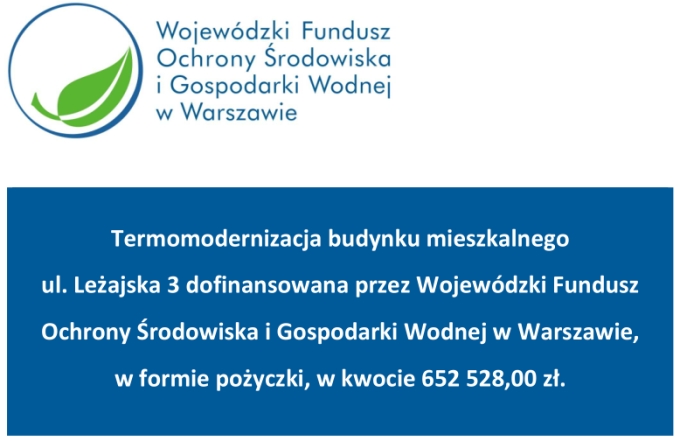 Wojewódzki Fundusz
Ochrony Środowiska
i Gospodarki Wodnej
w Warszawie
Termomodernizacja budynku mieszkalnego
ul. Leżajska 3 dofinansowana przez Wojewódzki Fundusz
Ochrony Środowiska i Gospodarki Wodnej w Warszawie,
w formie pożyczki, w kwocie 652 528,00 zł.